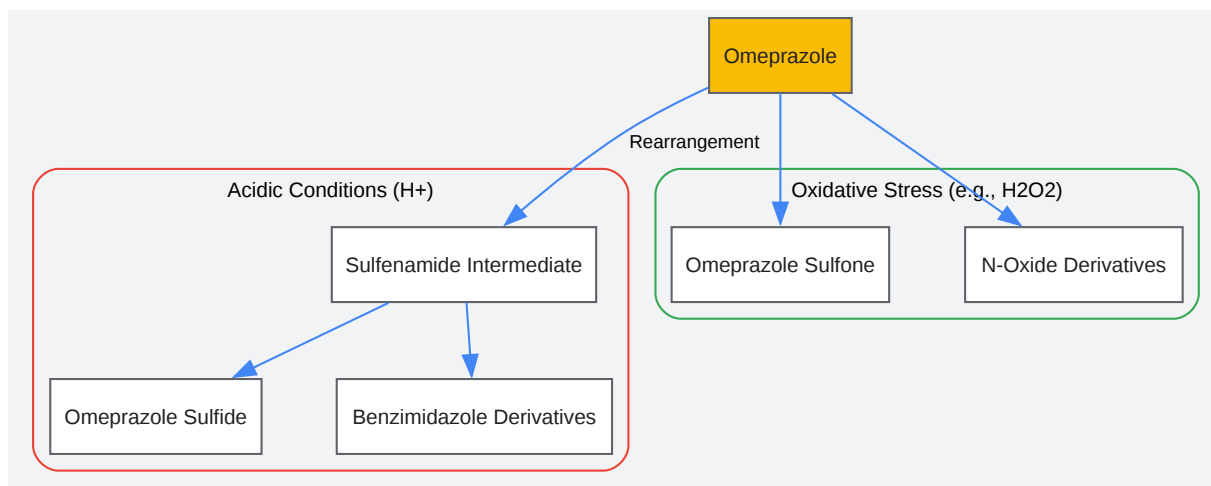 Omeprazole
Rearrangement
Acidic Conditions (H+)
Oxidative Stress (e.g., H2O2)
Sulfenamide Intermediate
Omeprazole Sulfone
N-Oxide Derivatives
Omeprazole Sulfide
Benzimidazole Derivatives